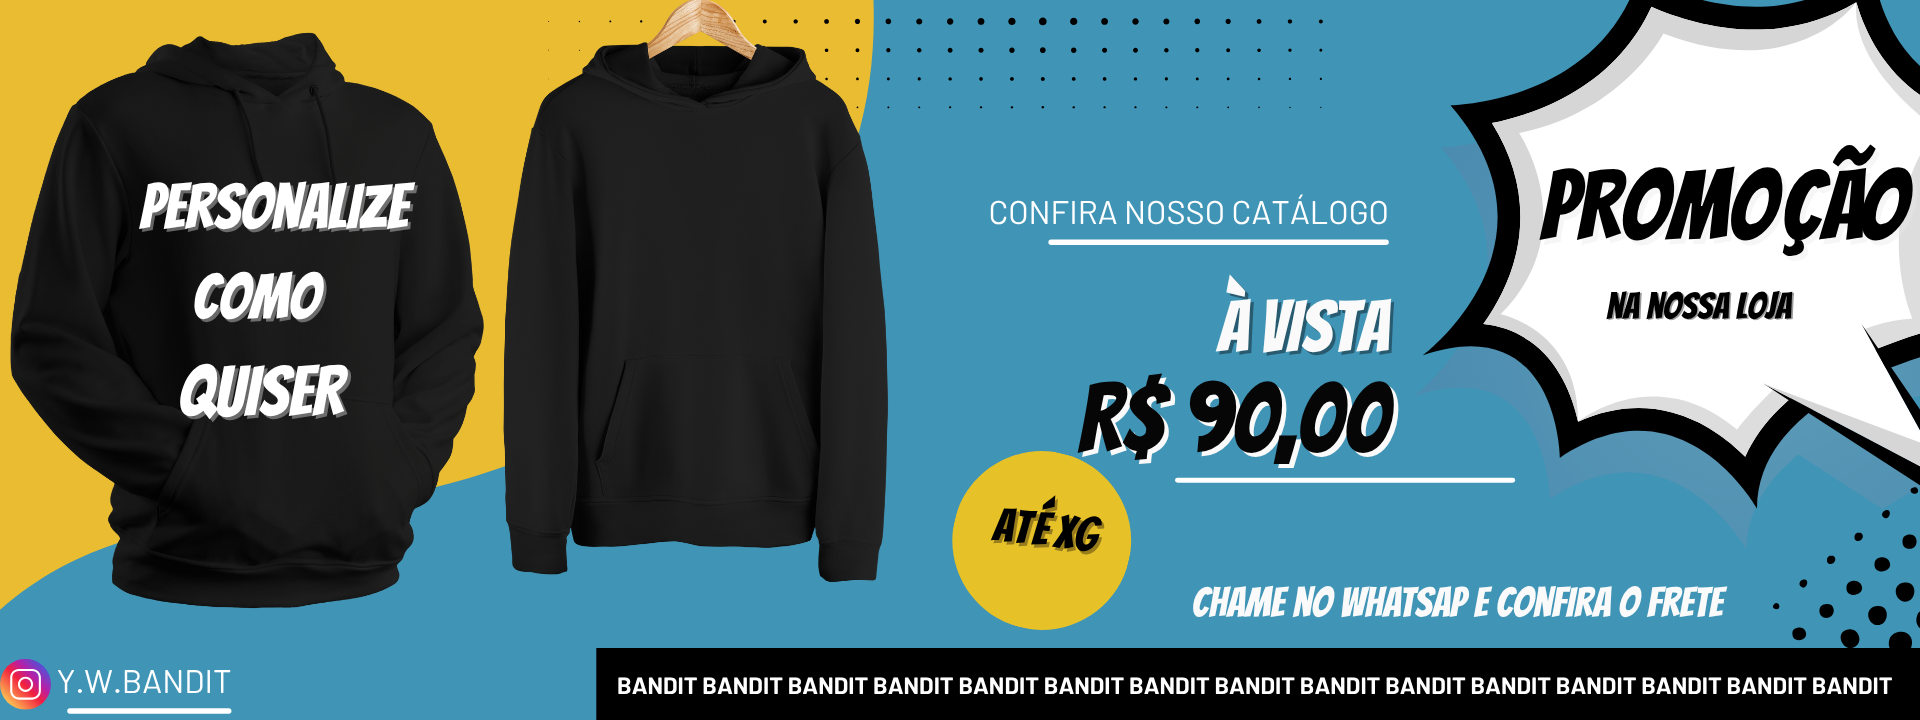 PERSONALIZE
COMO
QUISER
CONFIRA NOSSO CATÁLOGO
À VISTA
R$ 90,00
ATÉ XG
PROMOÇÃO
NA NOSSA LOJA
CHAME NO WHATSAP E CONFIRA O FRETE
Y.W.BANDIT
BANDIT BANDIT BANDIT BANDIT BANDIT BANDIT BANDIT BANDIT BANDIT BANDIT BANDIT BANDIT BANDIT BANDIT BANDIT